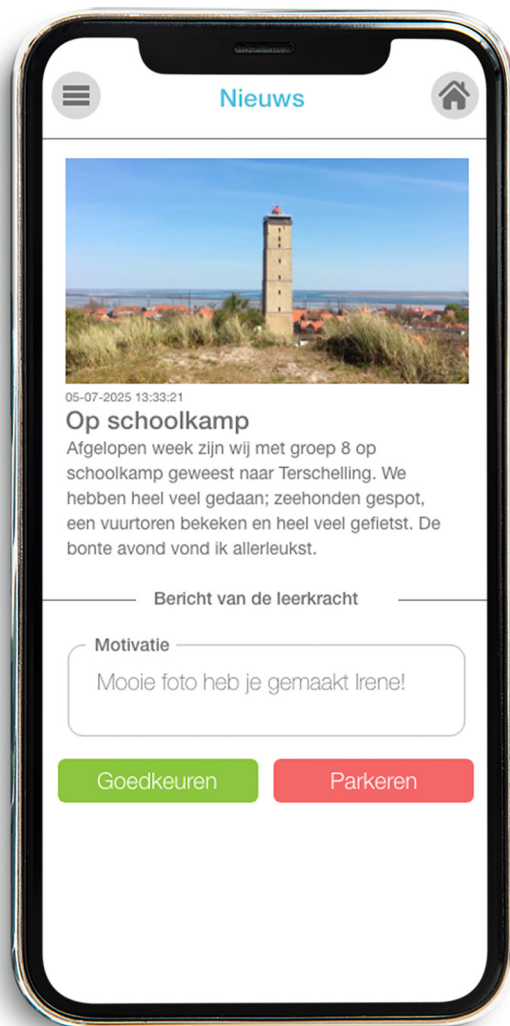 Nieuws
05-07-2025 13:33:21
Op schoolkamp
Afgelopen week zijn wij met groep 8 op
schoolkamp geweest naar Terschelling. We
hebben heel veel gedaan; zeehonden gespot,
een vuurtoren bekeken en heel veel gefietst. De
bonte avond vond ik allerleukst.
Bericht van de leerkracht
Motivatie
Mooie foto heb je gemaakt Irene!
Goedkeuren
Parkeren